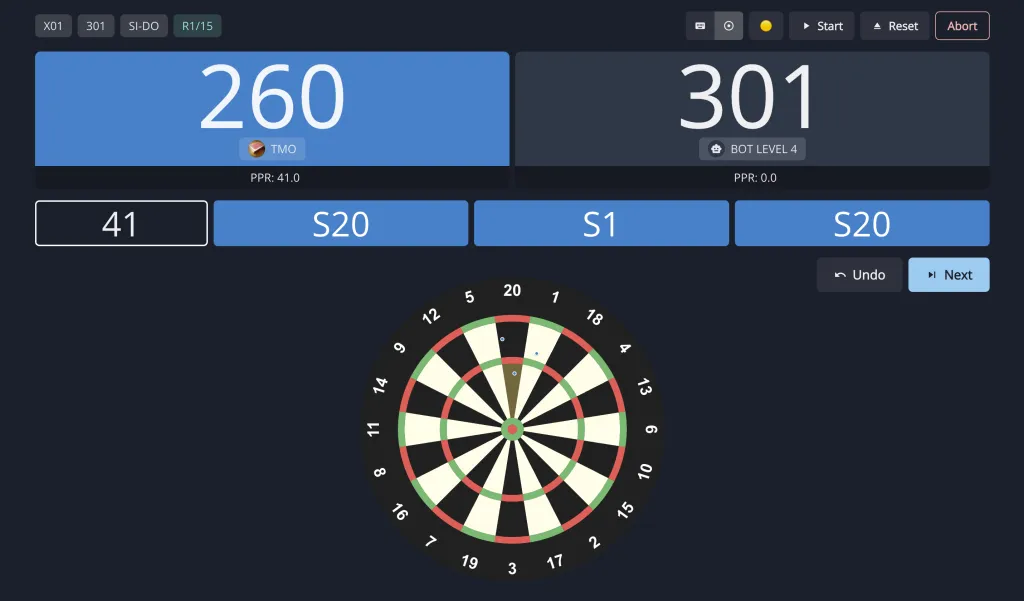 X01 301 SI-DO R1/15 Start Reset Abort
260 301
TMO BOT LEVEL 4
PPR: 41.0 PPR: 0.0
41 S20 S1 S20
Undo Next
20
5 1
12 18
9 4
14 13
11 6
8 10
16 15
7 2
19 17
3